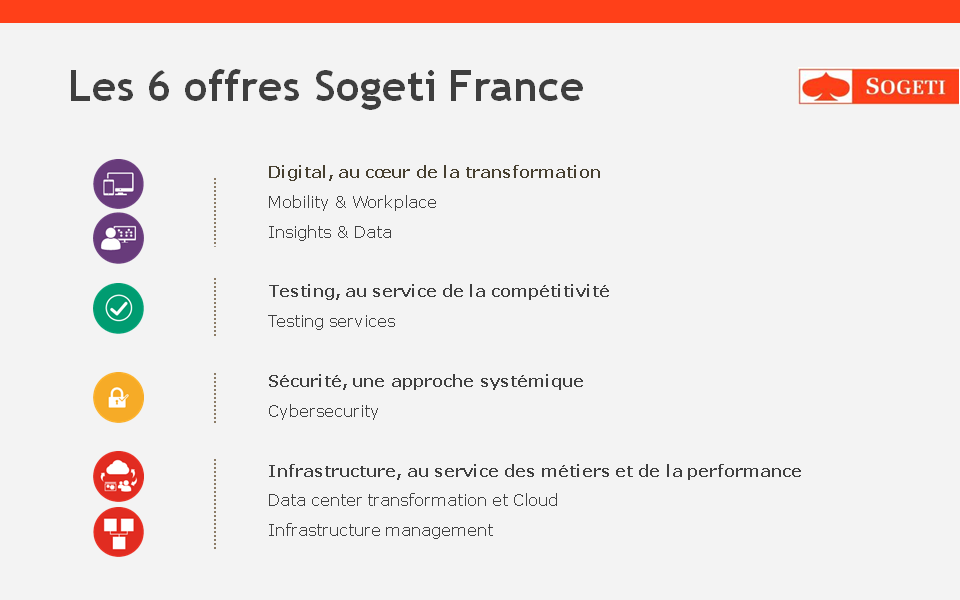 Les 6 offres Sogeti France
SOGETI
Digital, au cœur de la transformation
Mobility & Workplace
Insights & Data
Testing, au service de la compétitivité
Testing services
Sécurité, une approche systémique
Cybersecurity
Infrastructure, au service des métiers et de la performance
Data center transformation et Cloud
Infrastructure management